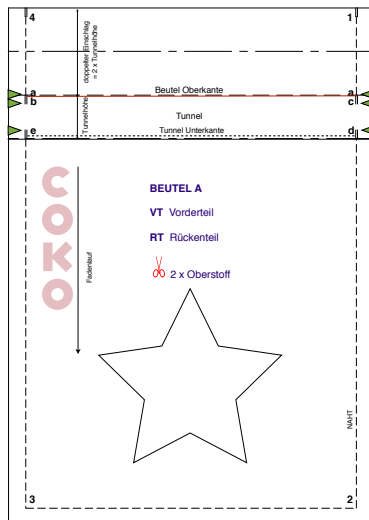 4
1
doppelter Einschlag
= 2 x Tunnelhöhe
a
Beutel Oberkante
a
b
c
Tunnelhöhe
Tunnel
e
Tunnel Unterkante
d
COKO
BEUTEL A
VT Vorderteil
RT Rückenteil
2 x Oberstoff
Fadenlauf
NAHT
3
2